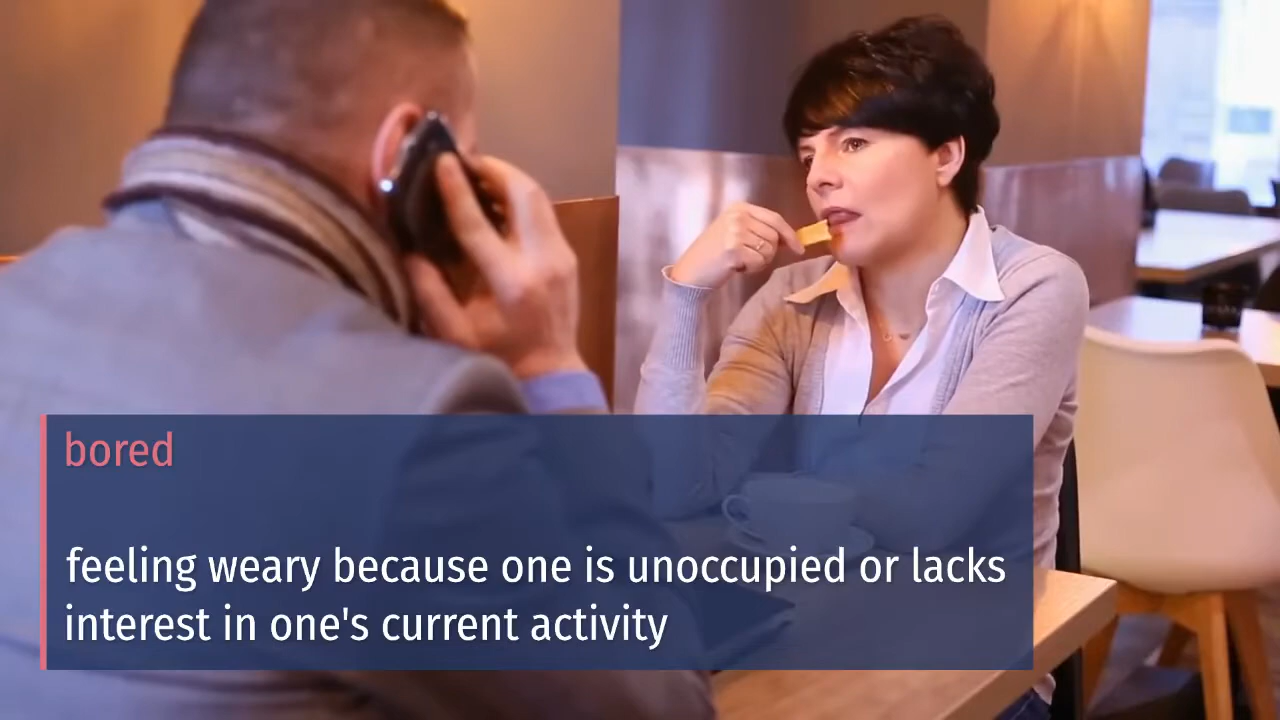 bored
feeling weary because one is unoccupied or lacks
interest in one's current activity